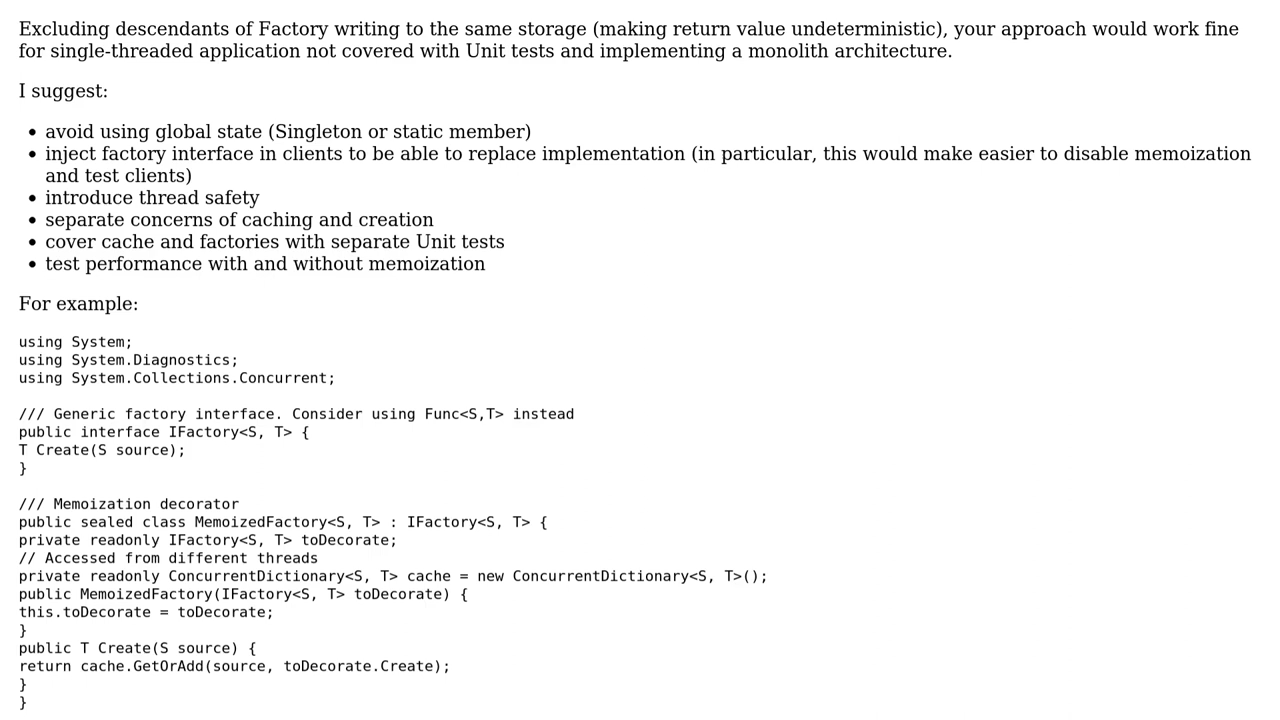 Excluding descendants of Factory writing to the same storage (making return value undeterministic), your approach would work fine
for single-threaded application not covered with Unit tests and implementing a monolith architecture.
I suggest:
• avoid using global state (Singleton or static member)
• inject factory interface in clients to be able to replace implementation (in particular, this would make easier to disable memoization
and test clients)
• introduce thread safety
• separate concerns of caching and creation
• cover cache and factories with separate Unit tests
• test performance with and without memoization
For example:
using System;
using System.Diagnostics;
using System.Collections.Concurrent;
/// Generic factory interface. Consider using Func<S,T> instead
public interface IFactory<S, T> {
T Create(S source);
}
/// Memoization decorator
public sealed class MemoizedFactory<S, T> : IFactory<S, T> {
private readonly IFactory<S, T> toDecorate;
// Accessed from different threads
private readonly ConcurrentDictionary<S, T> cache = new ConcurrentDictionary<S, T>();
public MemoizedFactory(IFactory<S, T> toDecorate) {
this.toDecorate = toDecorate;
}
public T Create(S source) {
return cache.GetOrAdd(source, toDecorate.Create);
}
}